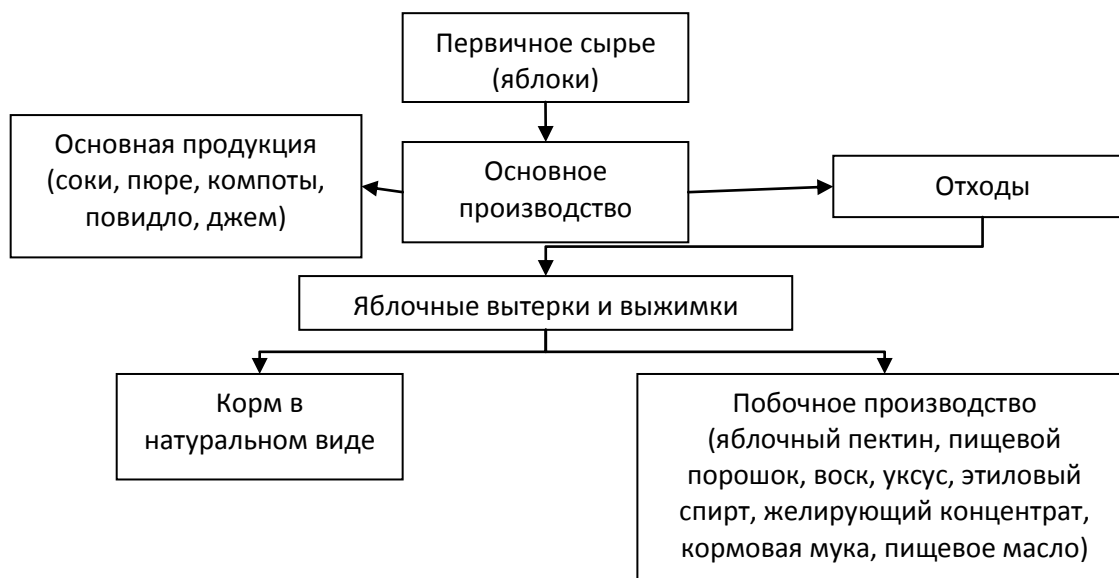 Первичное сырье
(яблоки)
Основная продукция
(соки, пюре, компоты,
повидло, джем)
Основное
производство
Отходы
Яблочные вытерки и выжимки
Корм в
натуральном виде
Побочное производство
(яблочный пектин, пищевой
порошок, воск, уксус, этиловый
спирт, желирующий концентрат,
кормовая мука, пищевое масло)